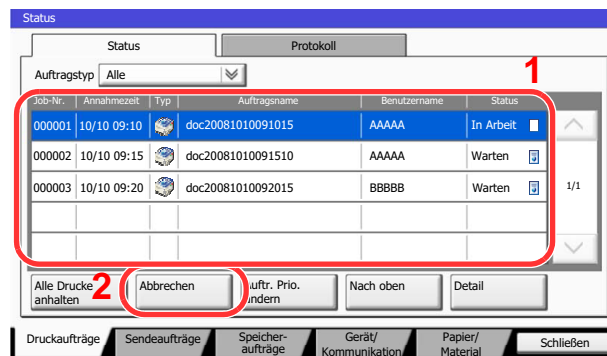 Status
Status Protokoll
1
Auftragstyp Alle
Job-Nr. Annahmezeit Typ Auftragsname Benutzername Status
000001 10/10 09:10 doc20081010091015 AAAAA In Arbeit
000002 10/10 09:15 doc20081010091510 AAAAA Warten
000003 10/10 09:20 doc20081010092015 BBBBB Warten
1/1
2
Alle Drucke
anhalten
Abbrechen
Auftr. Prio.
ändern
Nach oben
Detail
Druckaufträge
Sendeaufträge
Speicher-
aufträge
Gerät/
Kommunikation
Papier/
Material
Schließen